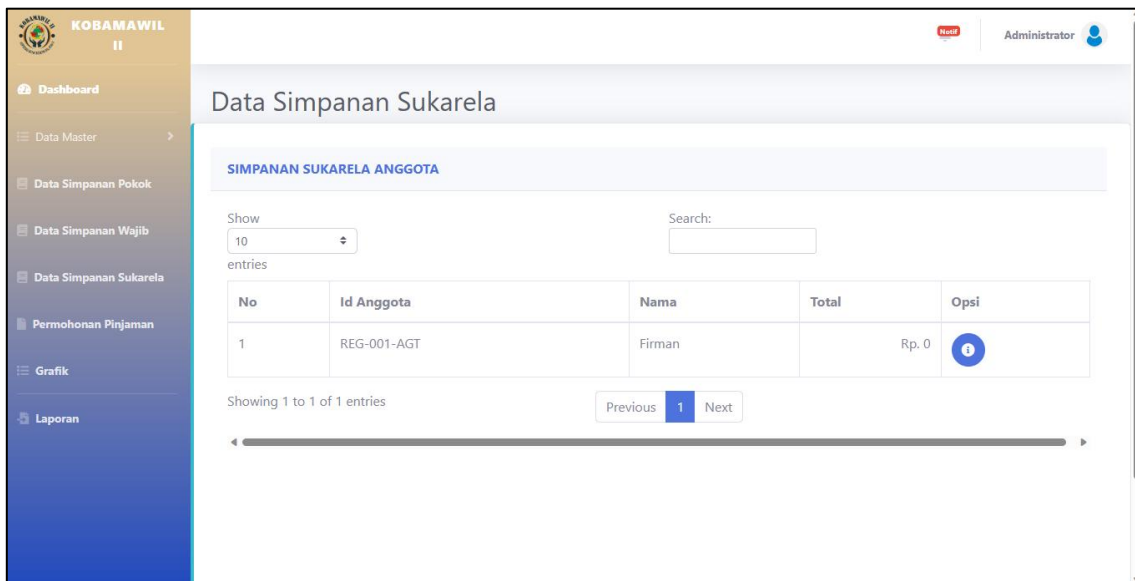 KOBAMAWIL
II
Notif
Administrator
Dashboard
Data Master
Data Simpanan Pokok
Data Simpanan Wajib
Data Simpanan Sukarela
Permohonan Pinjaman
Grafik
Laporan
Data Simpanan Sukarela
SIMPANAN SUKARELA ANGGOTA
Show
10
entries
Search:
No Id Anggota Nama Total Opsi
1 REG-001-AGT Firman Rp. 0
Showing 1 to 1 of 1 entries
Previous 1 Next